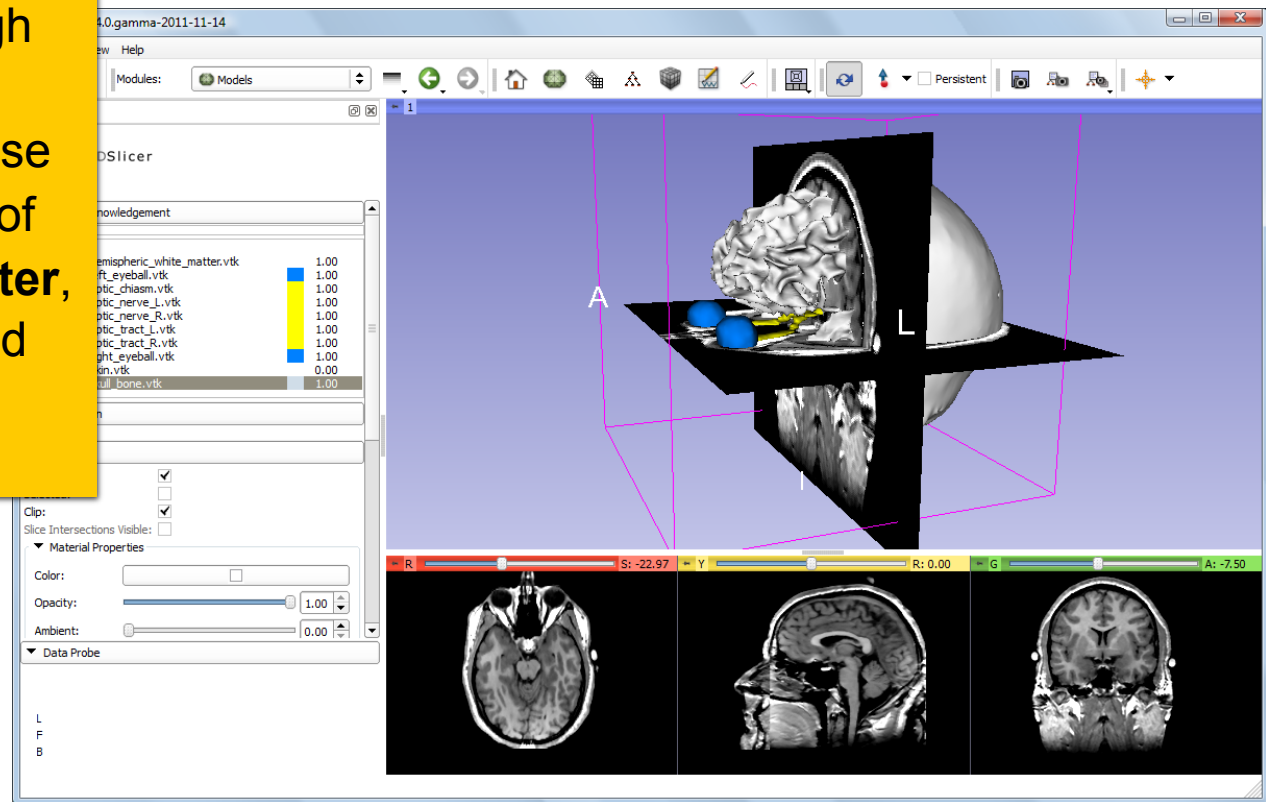 gh
se
of
ter,
d
4.0.gamma-2011-11-14
ew Help
Modules: Models Persistent
DSlicer
nowledgement
emispheric_white_matter.vtk 1.00
ft_eyeball.vtk 1.00
ptic_chiasm.vtk 1.00
ptic_nerve_L.vtk 1.00
ptic_nerve_R.vtk 1.00
ptic_tract_L.vtk 1.00
ptic_tract_R.vtk 1.00
ght_eyeball.vtk 1.00
kin.vtk 0.00
kull_bone.vtk 1.00
n
Clip:
Slice Intersections Visible:
Material Properties
Color:
Opacity: 1.00
Ambient: 0.00
Data Probe
L
F
B
1
A
L
I
R S: -22.97
Y R: 0.00
G A: -7.50